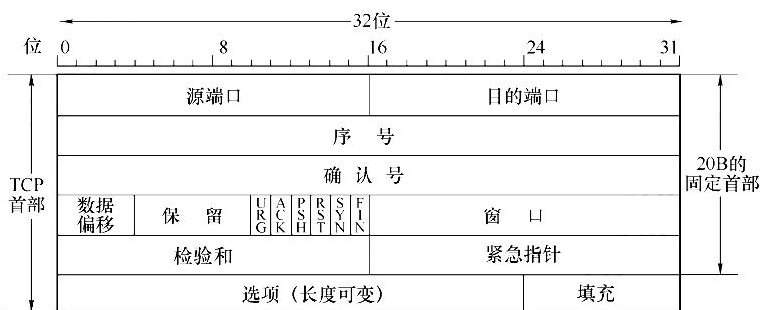 32位
位 0 8 16 24 31
源端口 目的端口
序 号
确 认 号
TCP
首部
20B的
固定首部
数据
偏移
保 留
URG
ACK
PSH
RST
SYN
FIN
窗 口
检验和 紧急指针
选项（长度可变） 填充